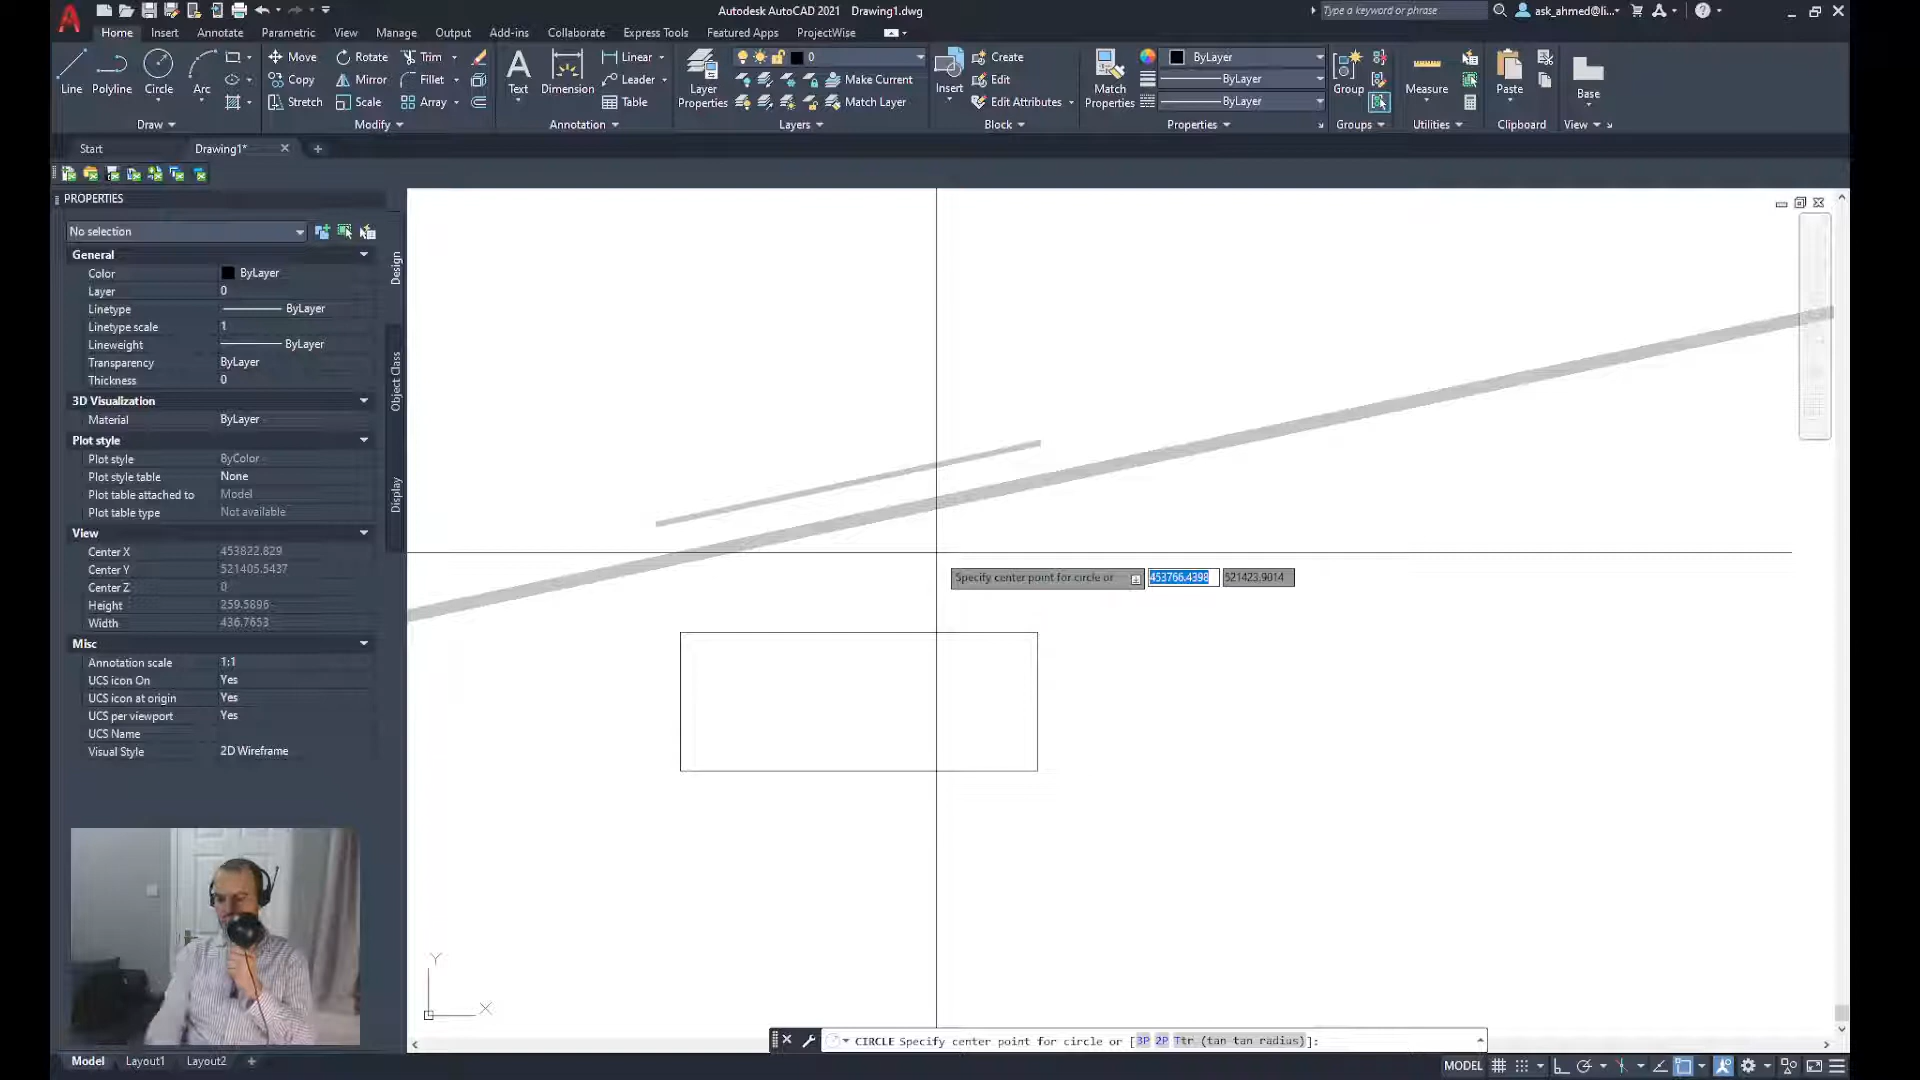 Autodesk AutoCAD 2021 Drawing1.dwg
Type a keyword or phrase
ask_ahmed@li...
Home Insert Annotate Parametric View Manage Output Add-ins Collaborate Express Tools Featured Apps ProjectWise
Line Polyline Circle Arc
Move Rotate Trim
Copy Mirror Fillet
Stretch Scale Array
Text Dimension
Linear
Leader
Table
Layer Properties
0
Make Current
Match Layer
Insert
Create
Edit
Edit Attributes
Match Properties
ByLayer
ByLayer
ByLayer
Group
Measure
Paste
Base
Draw Modify Annotation Layers Block Properties Groups Utilities Clipboard View
Start Drawing1*
PROPERTIES
No selection
General
Color ByLayer
Layer 0
Linetype ByLayer
Linetype scale 1
Lineweight ByLayer
Transparency ByLayer
Thickness 0
3D Visualization
Material ByLayer
Plot style
Plot style ByColor
Plot style table None
Plot table attached to Model
Plot table type Not available
View
Center X 453822.829
Center Y 521405.5437
Center Z 0
Height 259.5896
Width 436.7653
Misc
Annotation scale 1:1
UCS icon On Yes
UCS icon at origin Yes
UCS per viewport Yes
UCS Name
Visual Style 2D Wireframe
Design
Object Class
Display
Specify center point for circle or 453766.4398 521423.9014
Y
X
CIRCLE Specify center point for circle or [3P 2P Ttr (tan tan radius)]:
Model Layout1 Layout2
MODEL